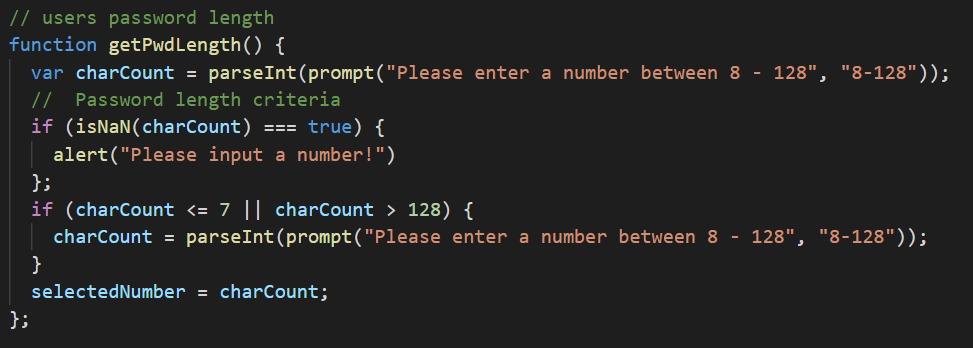 // users password length
function getPwdLength() {
  var charCount = parseInt(prompt("Please enter a number between 8 - 128", "8-128"));
  //  Password length criteria
  if (isNaN(charCount) === true) {
    alert("Please input a number!")
  };
  if (charCount <= 7 || charCount > 128) {
    charCount = parseInt(prompt("Please enter a number between 8 - 128", "8-128"));
  }
  selectedNumber = charCount;
};